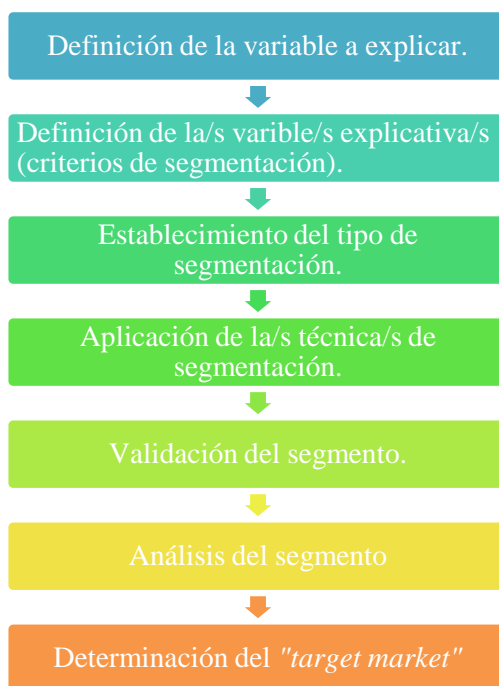 Definición de la variable a explicar.
Definición de la/s varible/s explicativa/s
(criterios de segmentación).
Establecimiento del tipo de
segmentación.
Aplicación de la/s técnica/s de
segmentación.
Validación del segmento.
Análisis del segmento
Determinación del "target market"